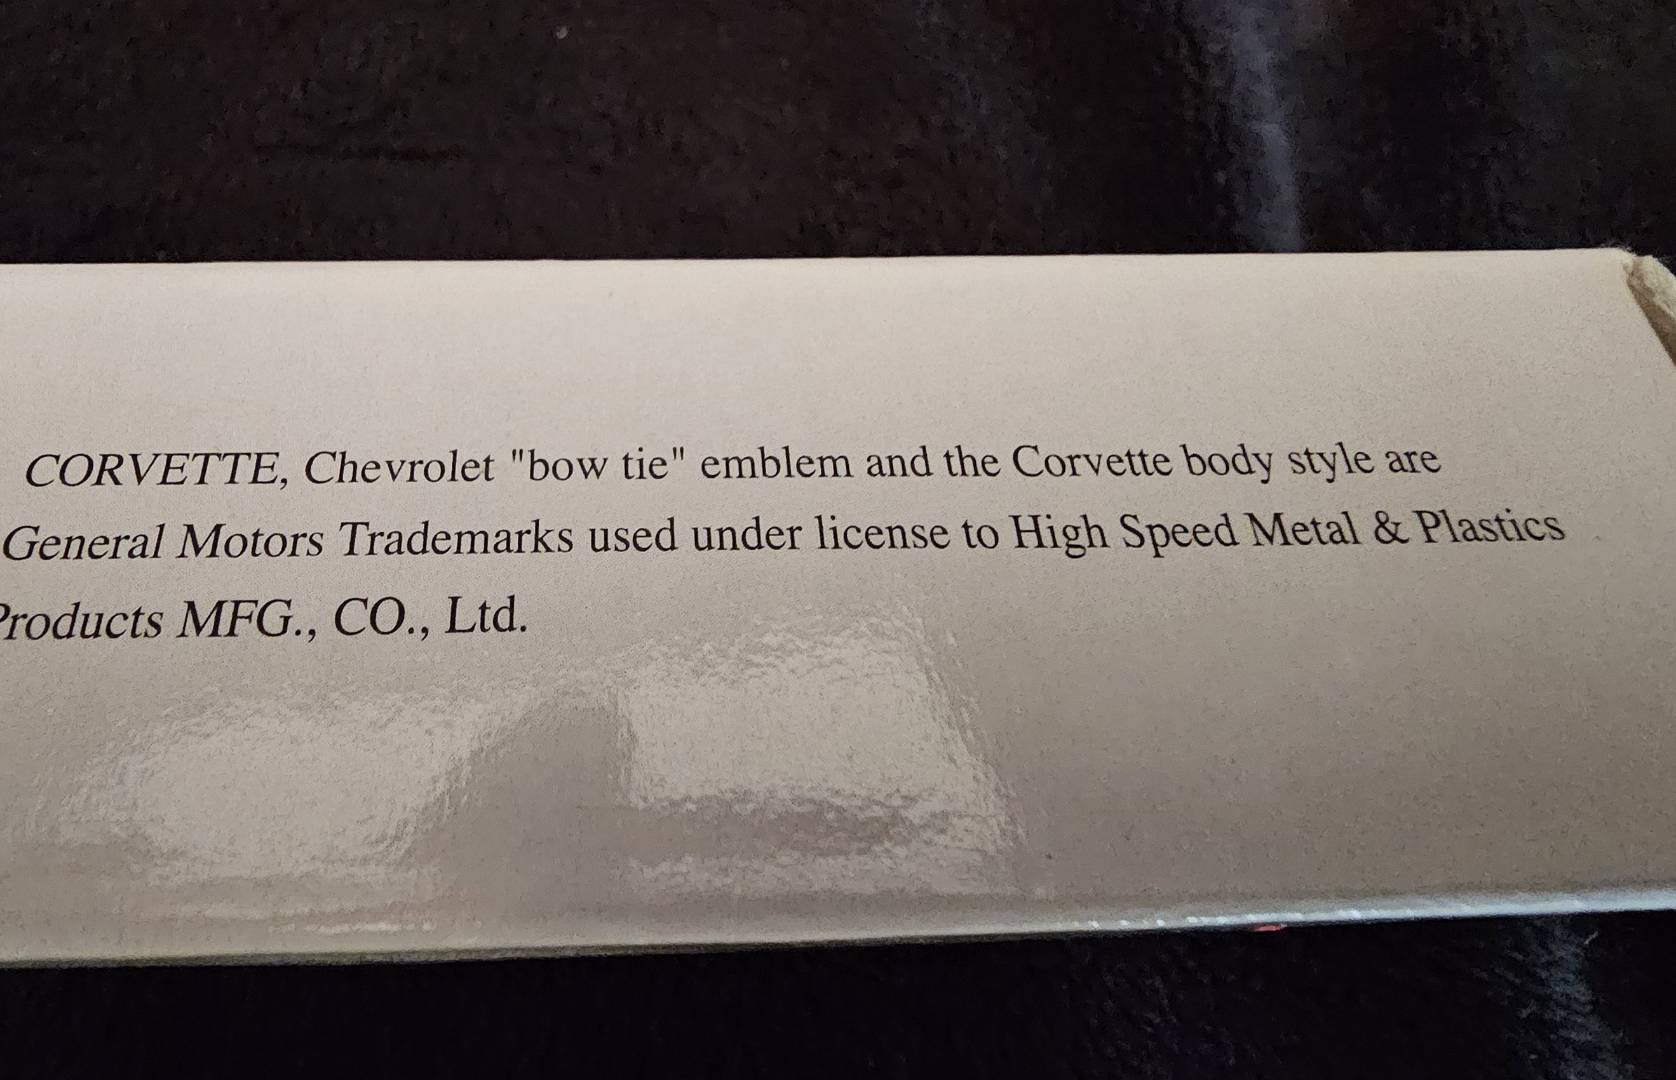 CORVETTE, Chevrolet "bow tie" emblem and the Corvette body style are
General Motors Trademarks used under license to High Speed Metal & Plastics
Products MFG., CO., Ltd.